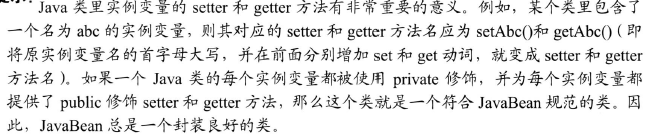 Java 类里实例变量的 setter 和 getter 方法有非常重要的意义。例如，某个类里包含了
一个名为 abc 的实例变量，则其对应的 setter 和 getter 方法名应为 setAbc()和 getAbc()（即
将原实例变量名的首字母大写，并在前面分别增加 set 和 get 动词，就变成 setter 和 getter
方法名）。如果一个 Java 类的每个实例变量都被使用 private 修饰，并为每个实例变量都
提供了 public 修饰 setter 和 getter 方法，那么这个类就是一个符合 JavaBean 规范的类。因
此，JavaBean 总是一个封装良好的类。